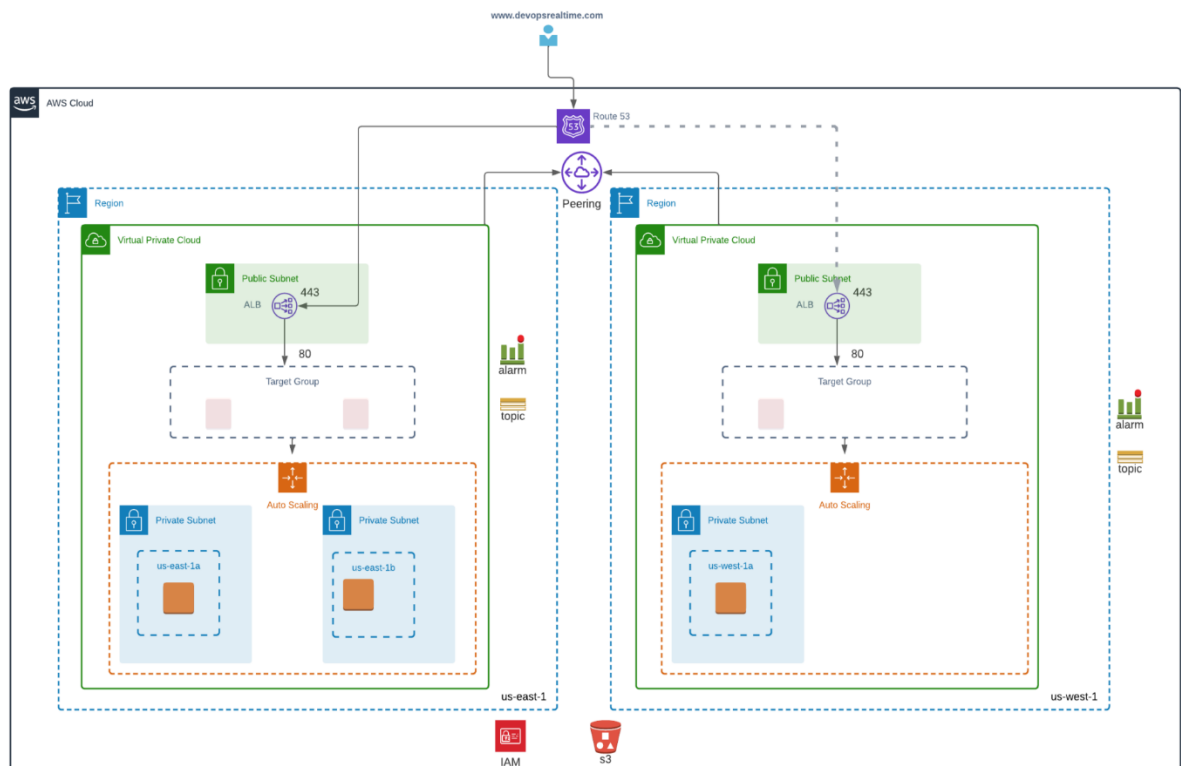 www.devopsrealtime.com
aws
AWS Cloud
53
Route 53
Peering
Region
Virtual Private Cloud
Public Subnet
443
ALB
80
Target Group
Auto Scaling
Private Subnet
us-east-1a
Private Subnet
us-east-1b
us-east-1
alarm
topic
Region
Virtual Private Cloud
Public Subnet
443
ALB
80
Target Group
Auto Scaling
Private Subnet
us-west-1a
us-west-1
alarm
topic
IAM
s3